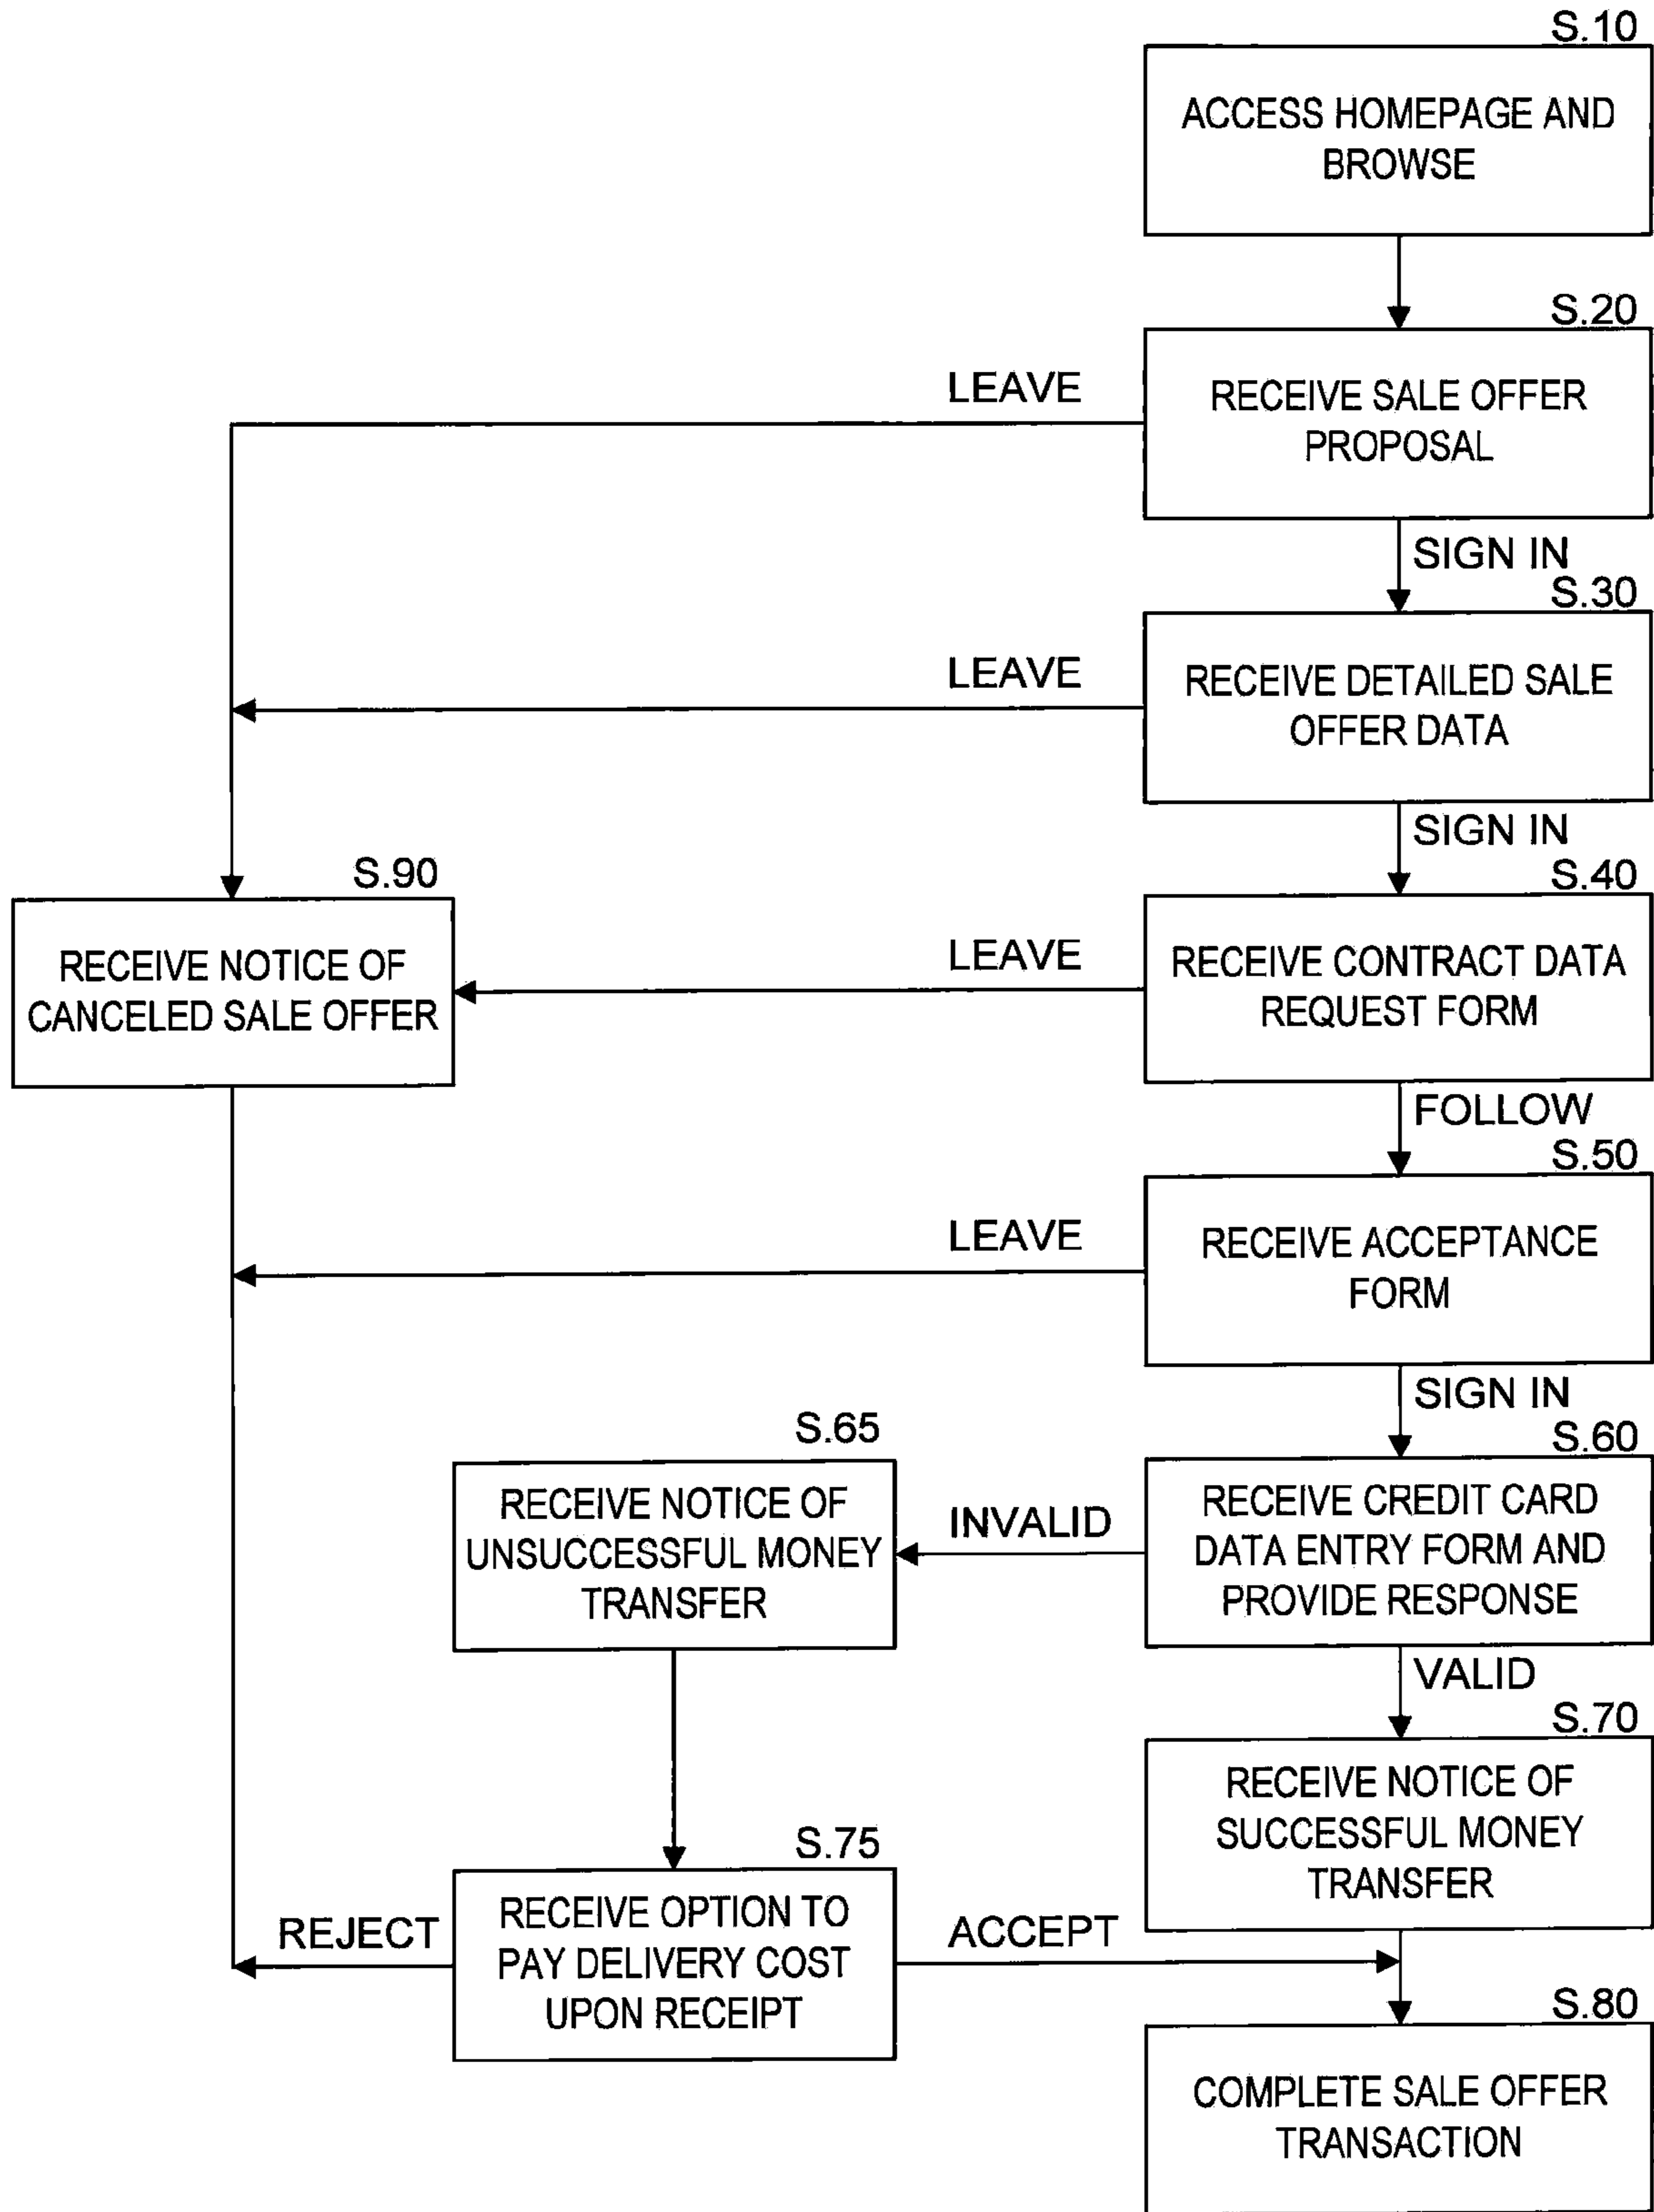 S.10
ACCESS HOMEPAGE AND
BROWSE
S.20
LEAVE
RECEIVE SALE OFFER
PROPOSAL
SIGN IN
S.30
LEAVE
RECEIVE DETAILED SALE
OFFER DATA
SIGN IN
S.90
S.40
RECEIVE NOTICE OF
CANCELED SALE OFFER
LEAVE
RECEIVE CONTRACT DATA
REQUEST FORM
FOLLOW
S.50
LEAVE
RECEIVE ACCEPTANCE
FORM
SIGN IN
S.65
S.60
RECEIVE NOTICE OF
UNSUCCESSFUL MONEY
TRANSFER
INVALID
RECEIVE CREDIT CARD
DATA ENTRY FORM AND
PROVIDE RESPONSE
VALID
S.70
RECEIVE NOTICE OF
SUCCESSFUL MONEY
TRANSFER
S.75
REJECT
RECEIVE OPTION TO
PAY DELIVERY COST
UPON RECEIPT
ACCEPT
S.80
COMPLETE SALE OFFER
TRANSACTION